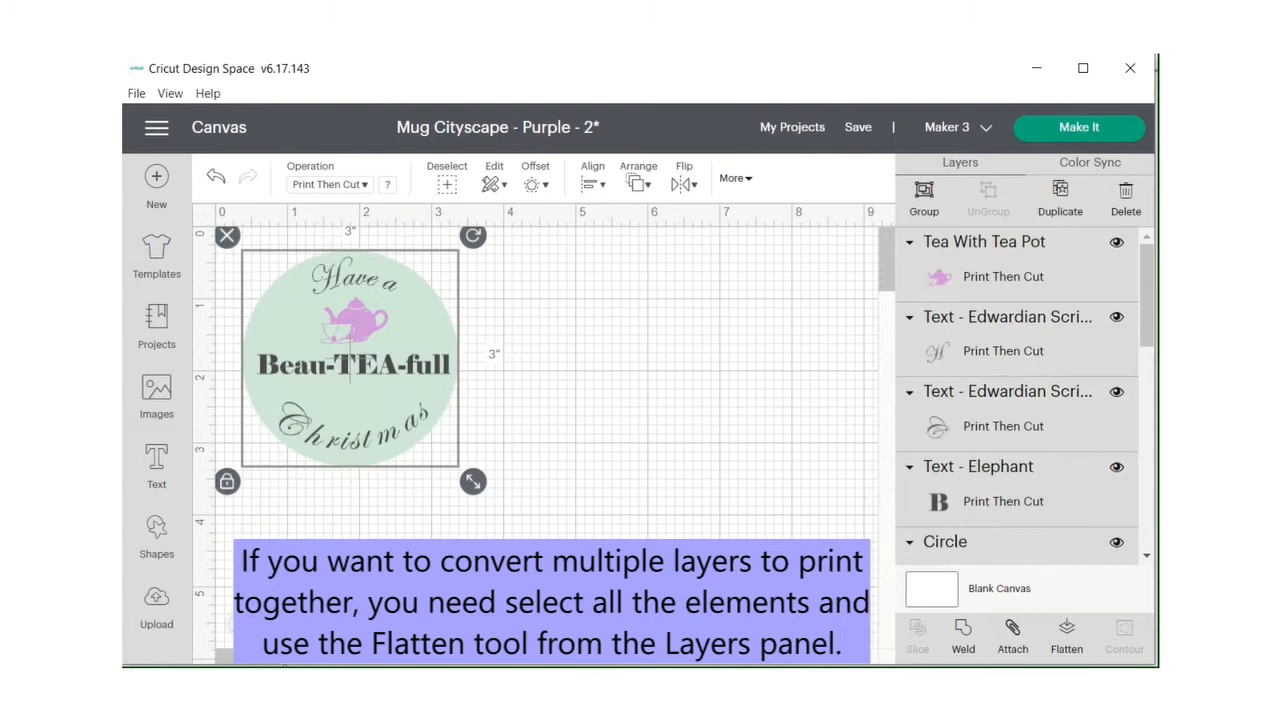 Cricut Design Space v6.17.143
File View Help
Canvas
Mug Cityscape - Purple - 2*
My Projects Save | Maker 3 Make It
New
Templates
Projects
Images
Text
Shapes
Upload
Operation
Print Then Cut ?
Deselect
Edit
Offset
Align
Arrange
Flip
More
0 1 2 3 4 5 6 7 8 9
0
1
2
3
4
5
3"
3"
Have a
Beau-TEA-full
Christmas
Layers Color Sync
Group UnGroup Duplicate Delete
Tea With Tea Pot
Print Then Cut
Text - Edwardian Scri...
H Print Then Cut
Text - Edwardian Scri...
C Print Then Cut
Text - Elephant
B Print Then Cut
Circle
Blank Canvas
Slice Weld Attach Flatten Contour
If you want to convert multiple layers to print
together, you need select all the elements and
use the Flatten tool from the Layers panel.